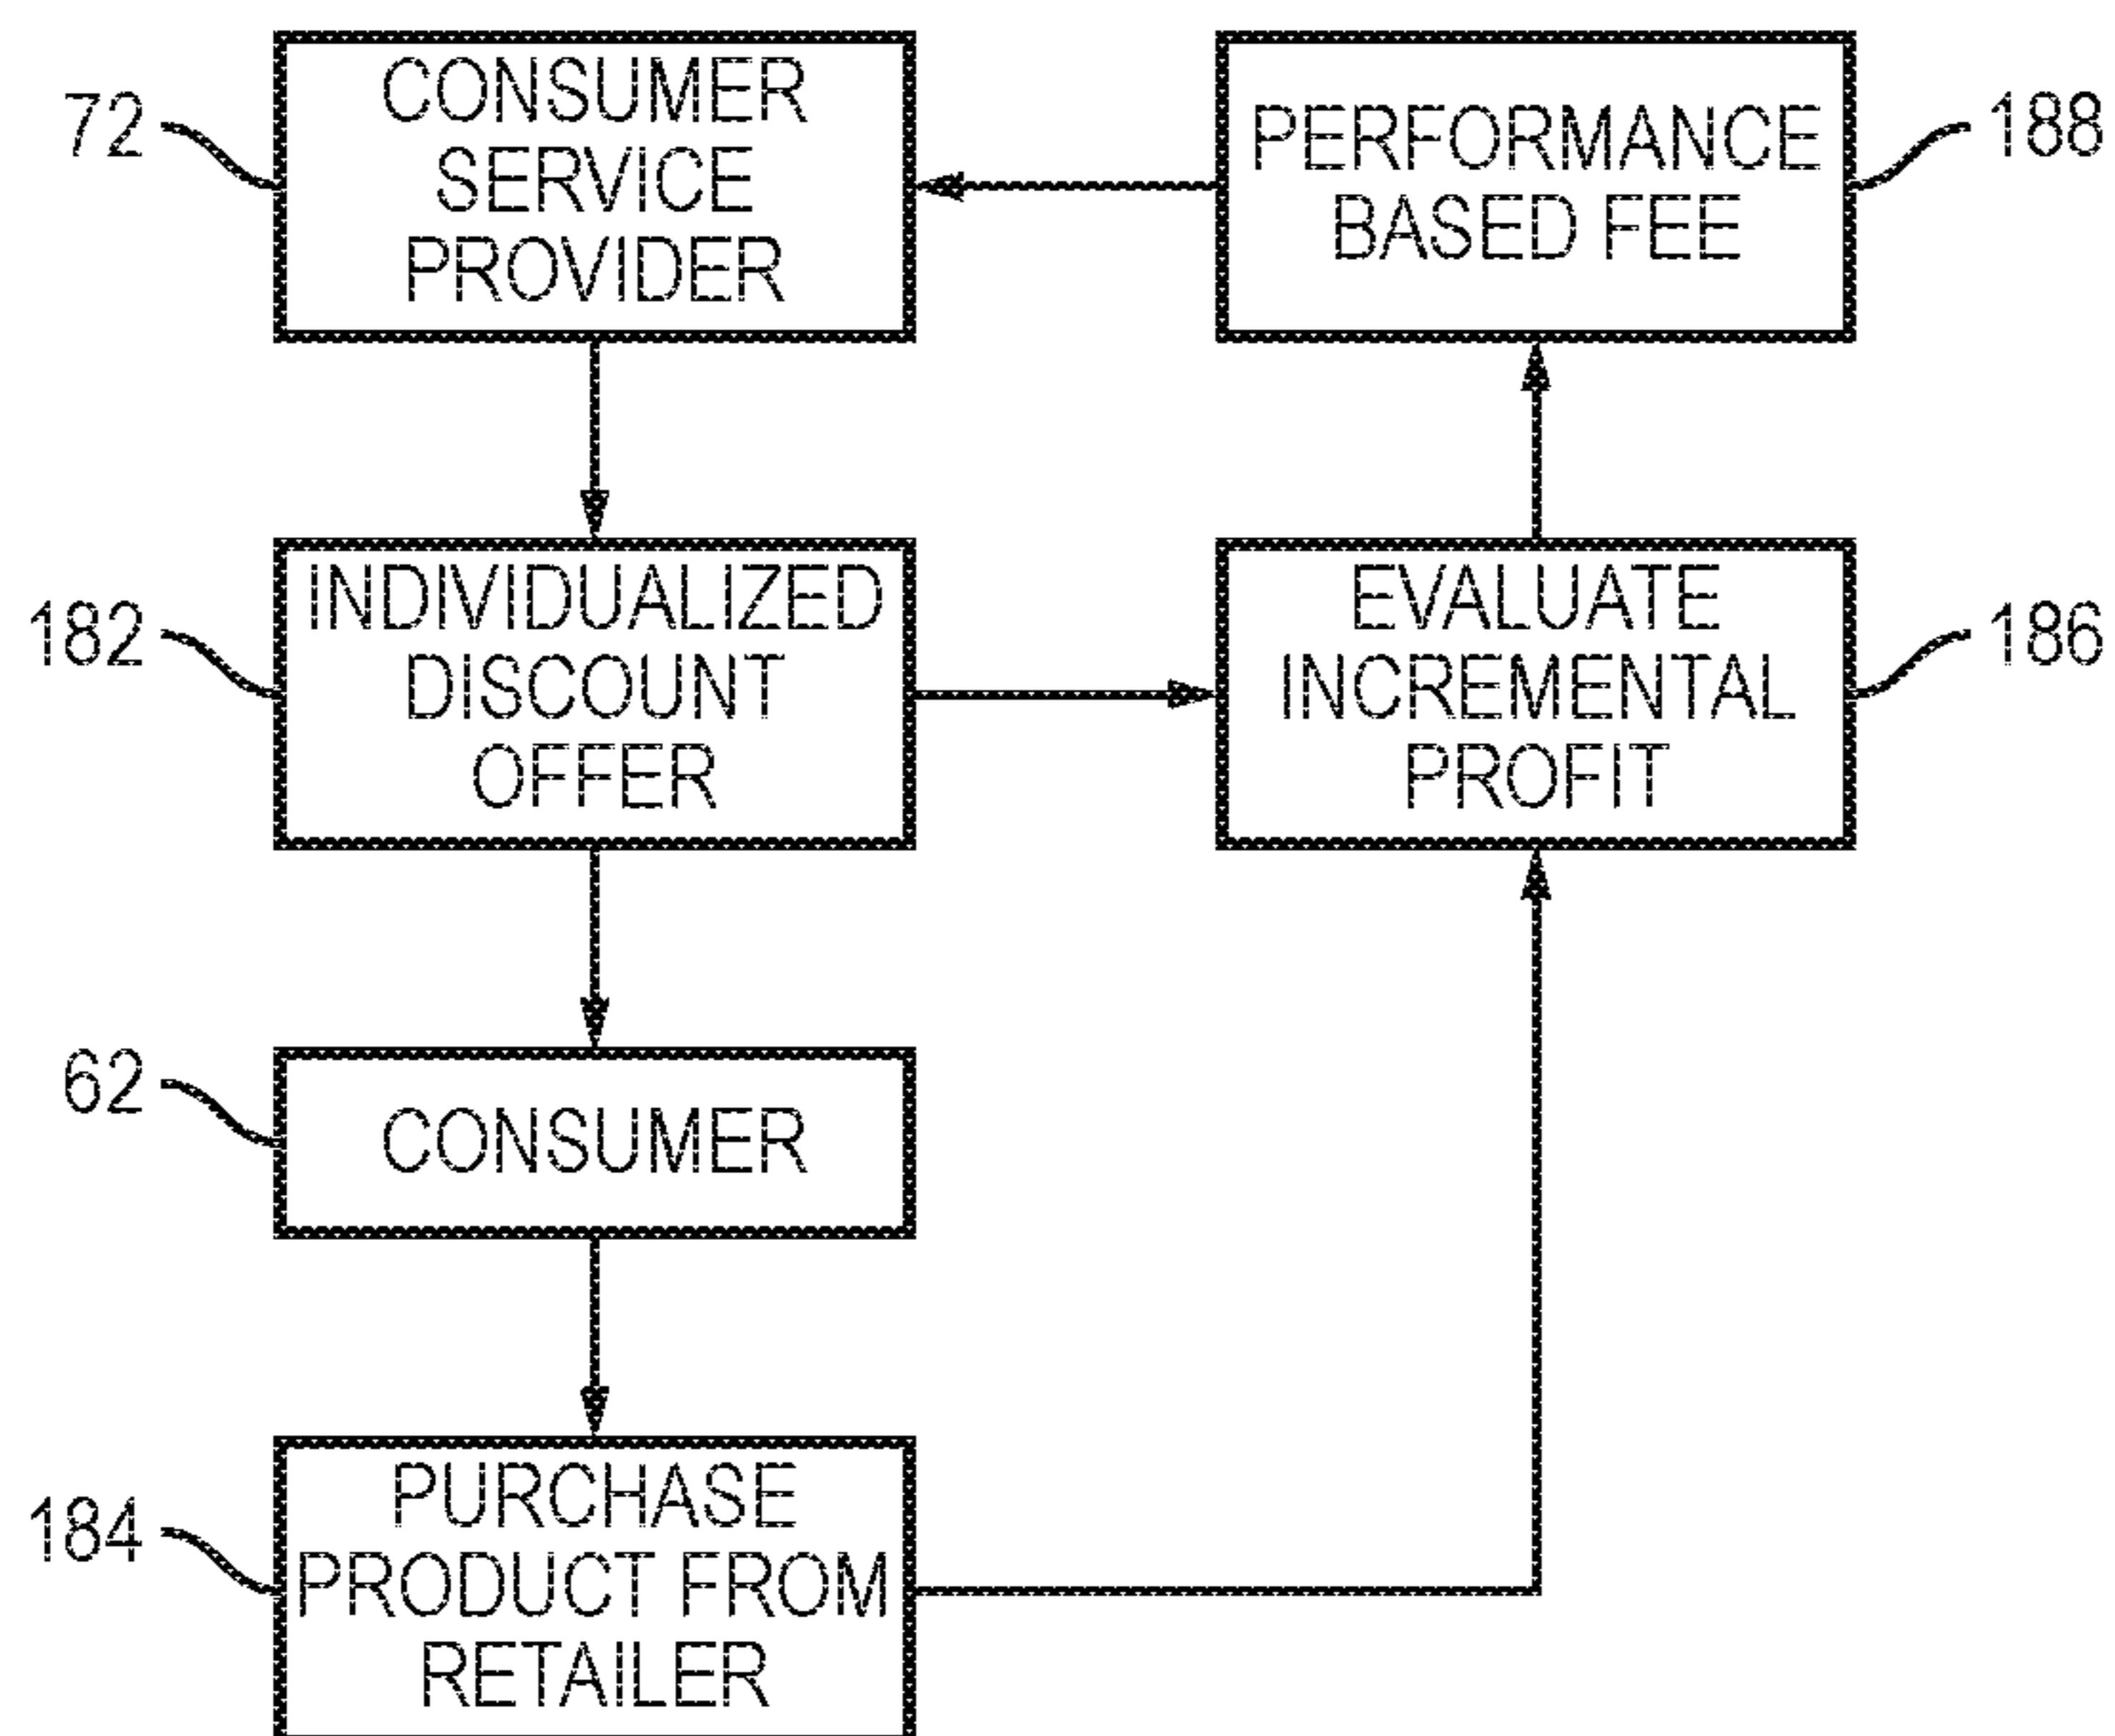 72
CONSUMER
SERVICE
PROVIDER
PERFORMANCE
BASED FEE
188
182
INDIVIDUALIZED
DISCOUNT
OFFER
EVALUATE
INCREMENTAL
PROFIT
186
62
CONSUMER
184
PURCHASE
PRODUCT FROM
RETAILER